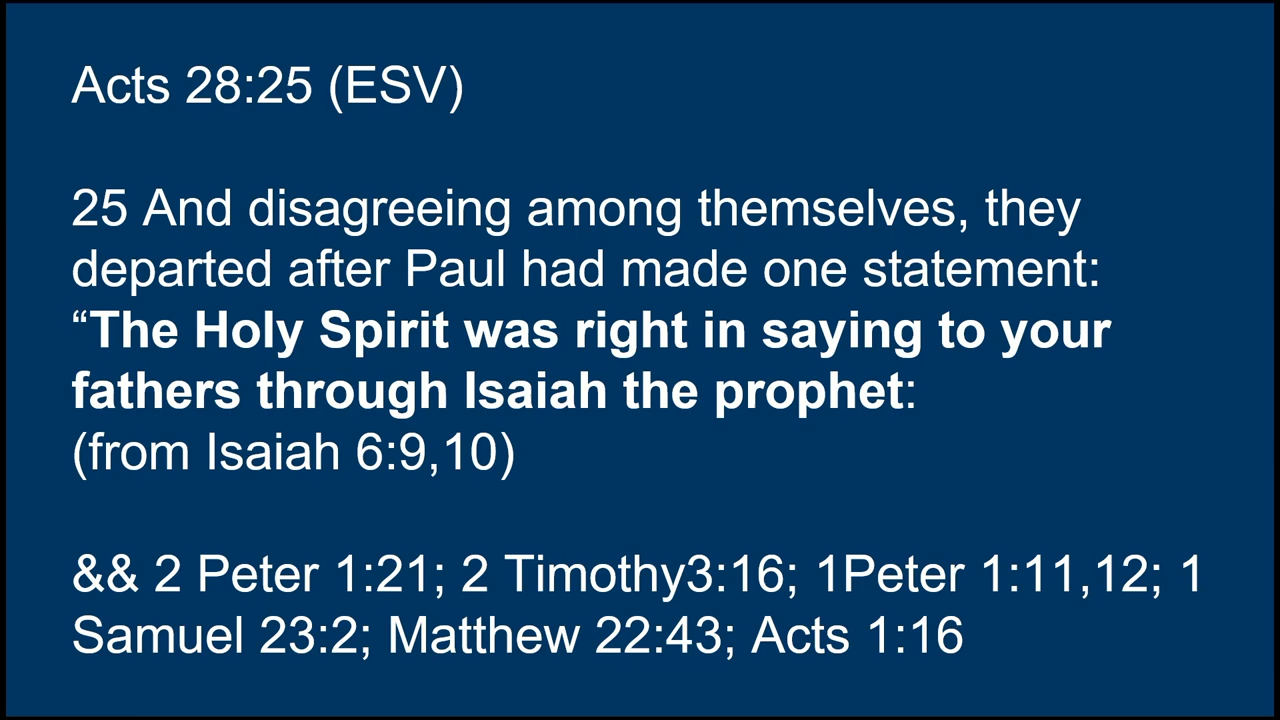 Acts 28:25 (ESV)
25 And disagreeing among themselves, they
departed after Paul had made one statement:
“The Holy Spirit was right in saying to your
fathers through Isaiah the prophet:
(from Isaiah 6:9,10)
&& 2 Peter 1:21; 2 Timothy3:16; 1Peter 1:11,12; 1
Samuel 23:2; Matthew 22:43; Acts 1:16